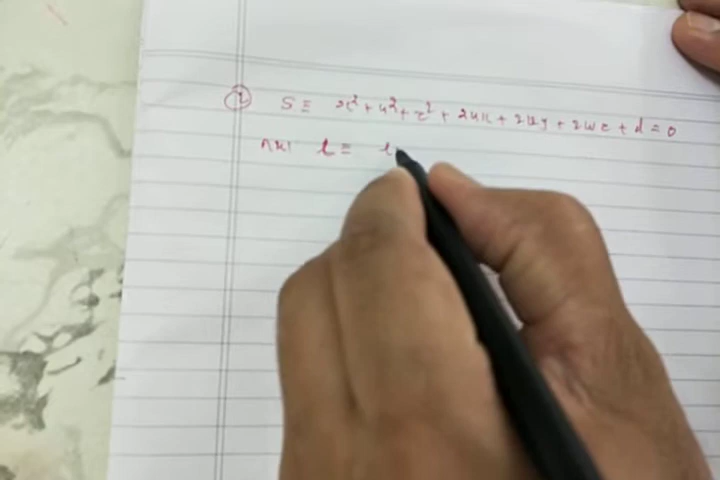 ② S ≡ x² + y² + z² + 2ux + 2vy + 2wz + d = 0
l ≡ l